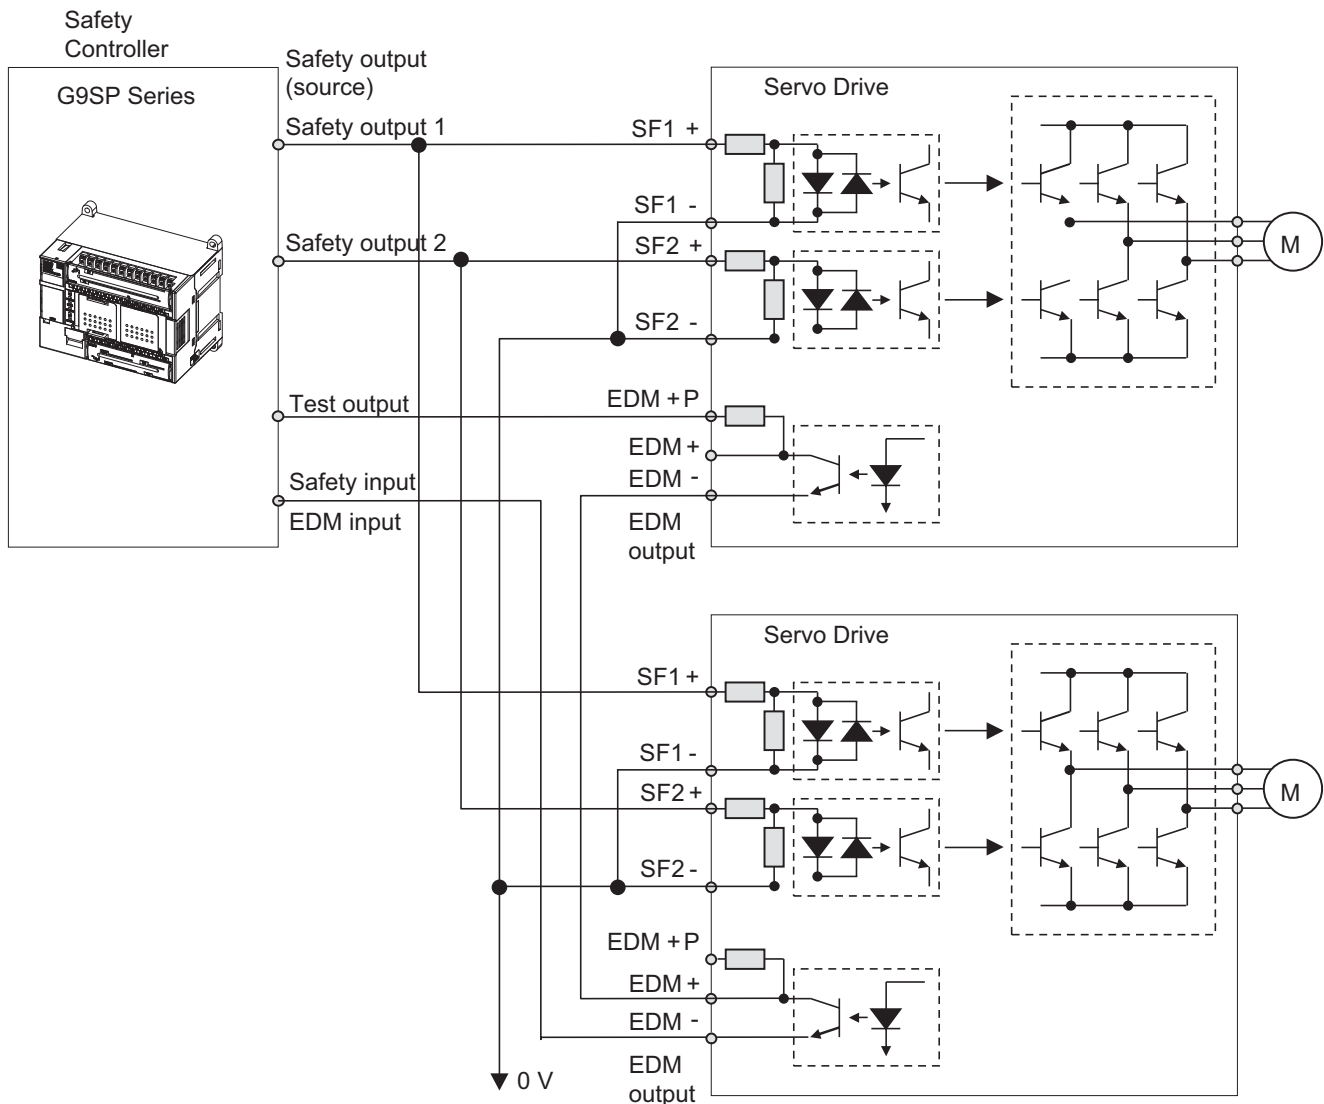 Safety
Controller
G9SP Series
Safety output
(source)
Safety output 1
Safety output 2
Test output
Safety input
EDM input
Servo Drive
SF1 +
SF1 -
SF2 +
SF2 -
EDM +P
EDM +
EDM -
EDM
output
M
Servo Drive
SF1 +
SF1 -
SF2 +
SF2 -
EDM +P
EDM +
EDM -
EDM
output
M
0 V